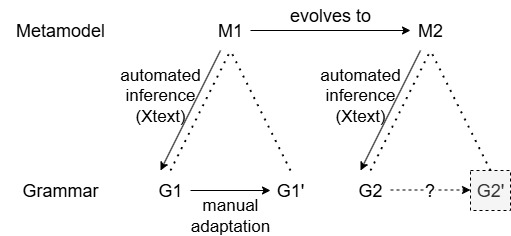 evolves to
Metamodel M1 M2
automated automated
inference inference
(Xtext) (Xtext)
Grammar G1 G1' G2 ? G2'
manual
adaptation